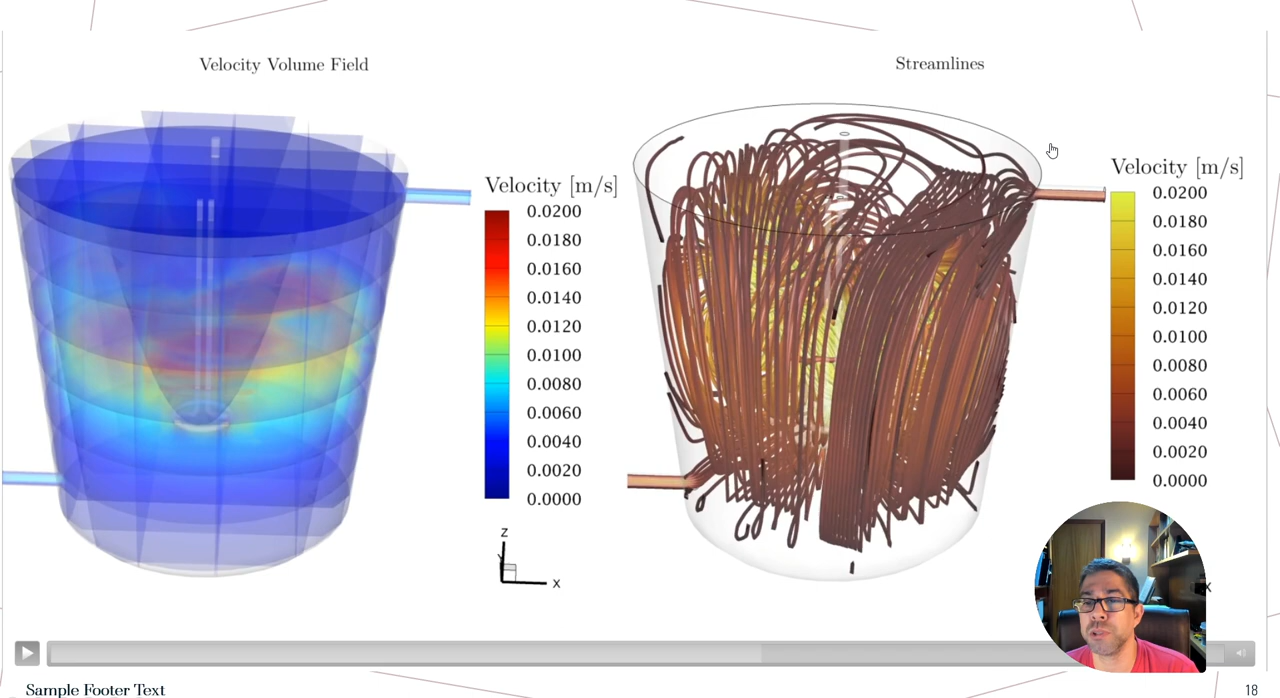 Velocity Volume Field
Streamlines
Velocity [m/s]
0.0200
0.0180
0.0160
0.0140
0.0120
0.0100
0.0080
0.0060
0.0040
0.0020
0.0000
Z
X
Velocity [m/s]
0.0200
0.0180
0.0160
0.0140
0.0120
0.0100
0.0080
0.0060
0.0040
0.0020
0.0000
X
Sample Footer Text
18